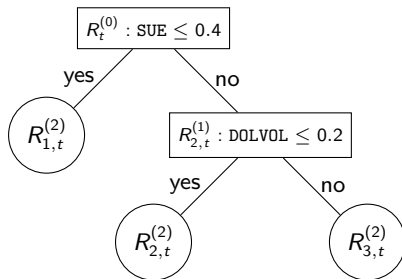 R_t^{(0)} : SUE ≤ 0.4
yes
no
R_{1,t}^{(2)}
R_{2,t}^{(1)} : DOLVOL ≤ 0.2
yes
no
R_{2,t}^{(2)}
R_{3,t}^{(2)}